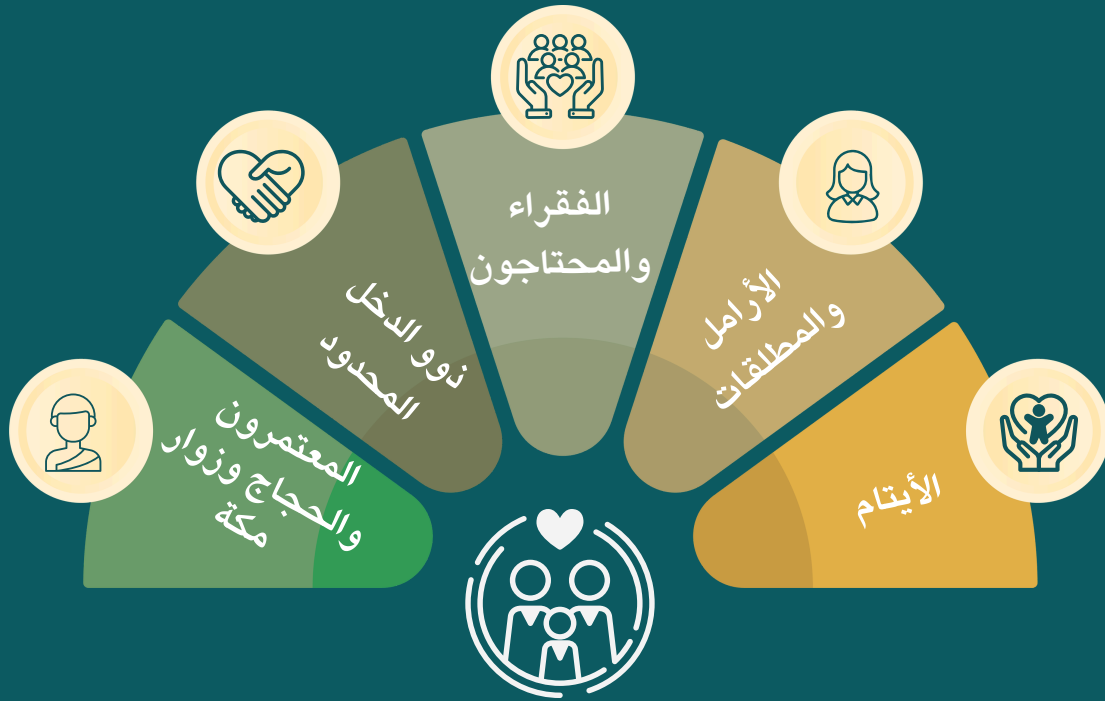 الأيتام
الأرامل
والمطلقات
الفقراء
والمحتاجون
ذوو الدخل
المحدود
المعتمرون
والحجاج وزوار
مكة